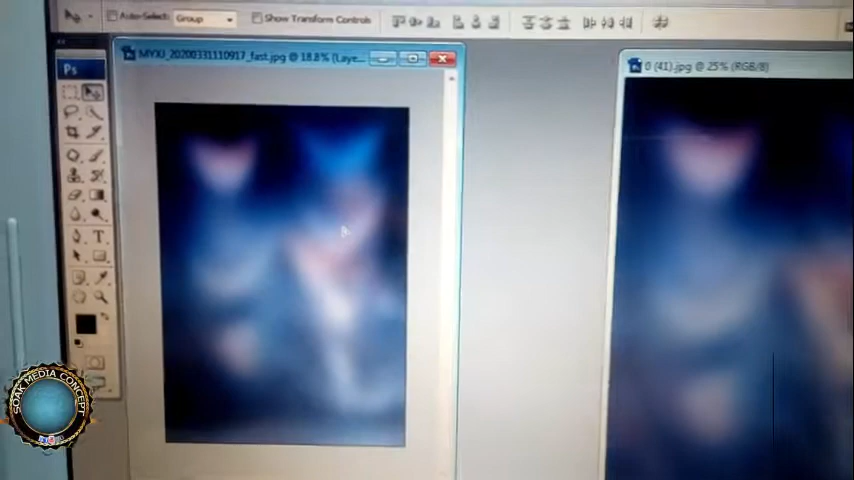 Auto-Select: Group Show Transform Controls
MYXJ_20200331110917_fast.jpg @ 18.8% (Laye...
0 (41).jpg @ 25% (RGB/8)
Ps
T
SOAK MEDIA CONCEPT